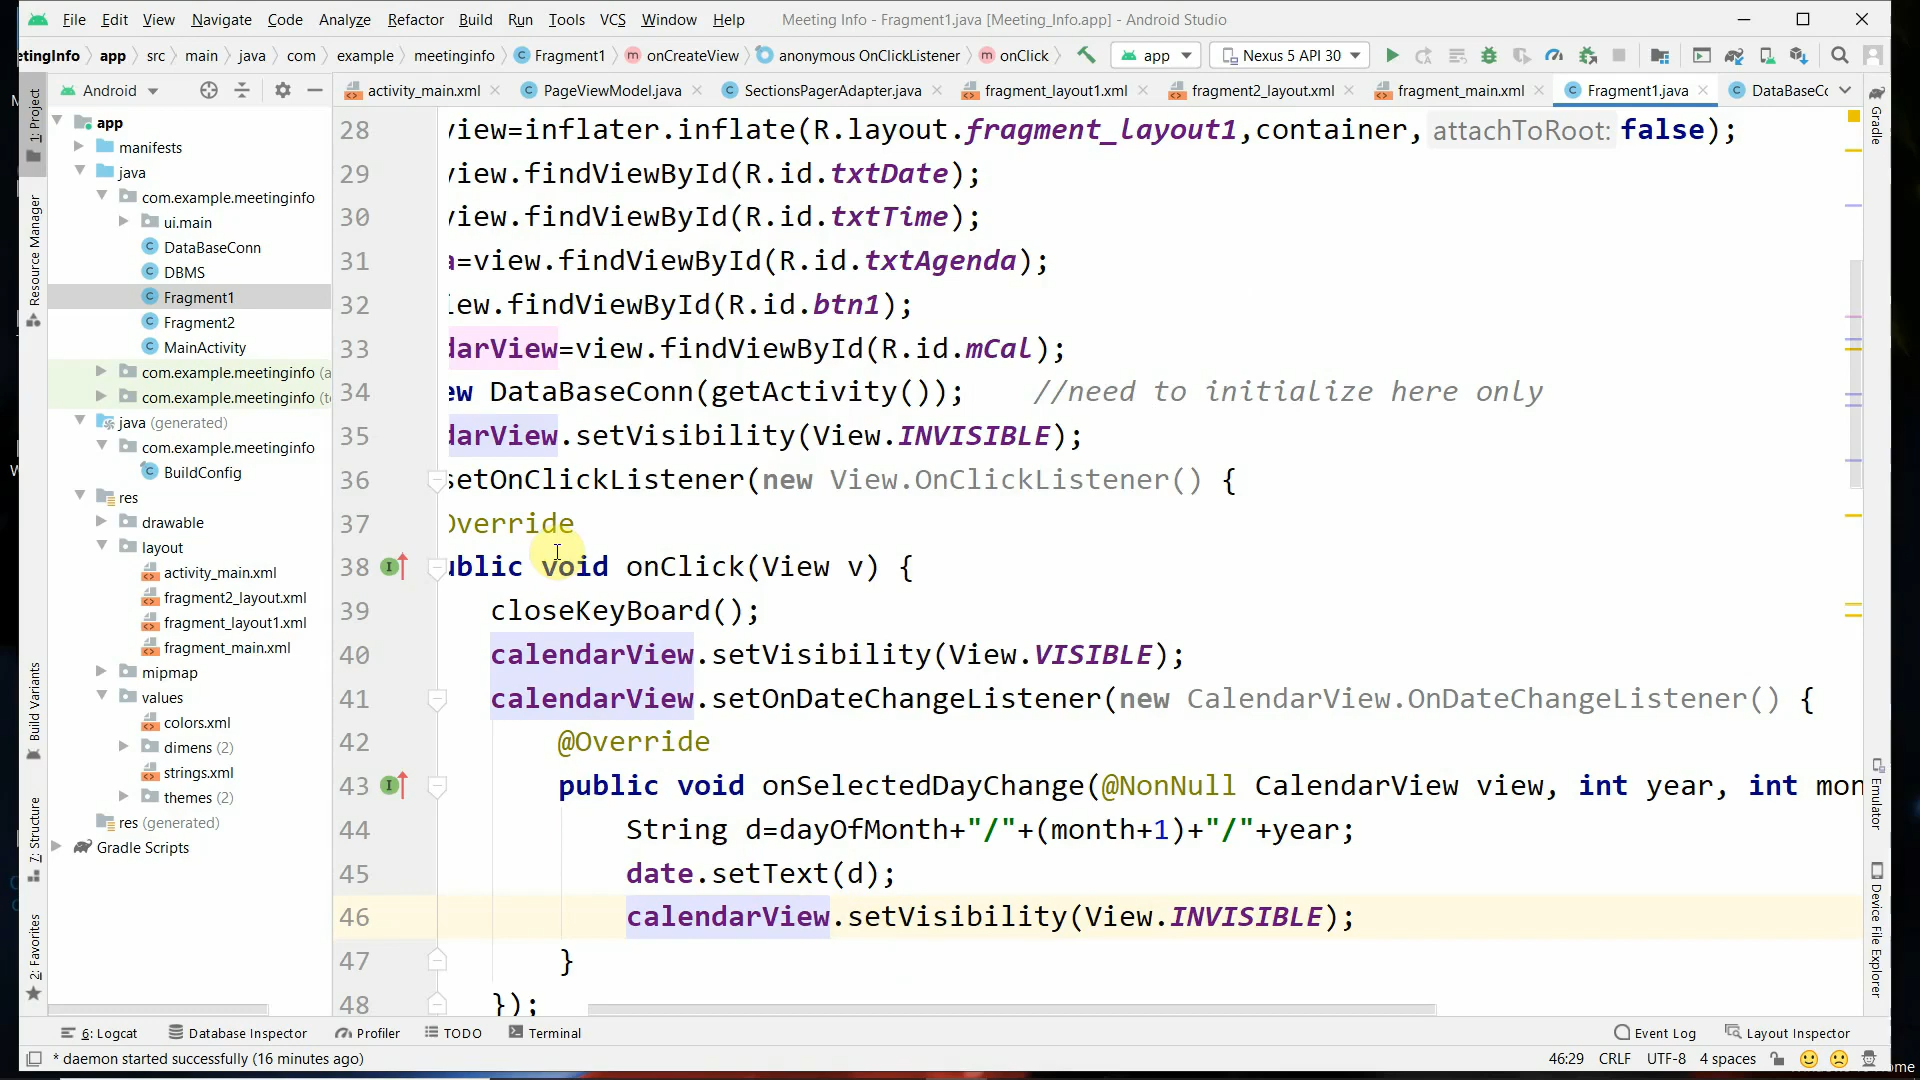 File Edit View Navigate Code Analyze Refactor Build Run Tools VCS Window Help Meeting Info - Fragment1.java [Meeting_Info.app] - Android Studio
etingInfo app src main java com example meetinginfo Fragment1 onCreateView anonymous OnClickListener onClick app Nexus 5 API 30
Android activity_main.xml PageViewModel.java SectionsPagerAdapter.java fragment_layout1.xml fragment2_layout.xml fragment_main.xml Fragment1.java DataBaseCo
1: Project
Resource Manager
Build Variants
7: Structure
2: Favorites
app
manifests
java
com.example.meetinginfo
ui.main
DataBaseConn
DBMS
Fragment1
Fragment2
MainActivity
com.example.meetinginfo (a
com.example.meetinginfo (t
java (generated)
com.example.meetinginfo
BuildConfig
res
drawable
layout
activity_main.xml
fragment2_layout.xml
fragment_layout1.xml
fragment_main.xml
mipmap
values
colors.xml
dimens (2)
strings.xml
themes (2)
res (generated)
Gradle Scripts
28 view=inflater.inflate(R.layout.fragment_layout1,container, attachToRoot: false);
29 view.findViewById(R.id.txtDate);
30 view.findViewById(R.id.txtTime);
31 a=view.findViewById(R.id.txtAgenda);
32 iew.findViewById(R.id.btn1);
33 darView=view.findViewById(R.id.mCal);
34 ew DataBaseConn(getActivity()); //need to initialize here only
35 darView.setVisibility(View.INVISIBLE);
36 setOnClickListener(new View.OnClickListener() {
37 Override
38 ublic void onClick(View v) {
39 closeKeyBoard();
40 calendarView.setVisibility(View.VISIBLE);
41 calendarView.setOnDateChangeListener(new CalendarView.OnDateChangeListener() {
42 @Override
43 public void onSelectedDayChange(@NonNull CalendarView view, int year, int mon
44 String d=dayOfMonth+"/"+(month+1)+"/"+year;
45 date.setText(d);
46 calendarView.setVisibility(View.INVISIBLE);
47 }
48 });
Gradle
Emulator
Device File Explorer
6: Logcat Database Inspector Profiler TODO Terminal Event Log Layout Inspector
* daemon started successfully (16 minutes ago) 46:29 CRLF UTF-8 4 spaces